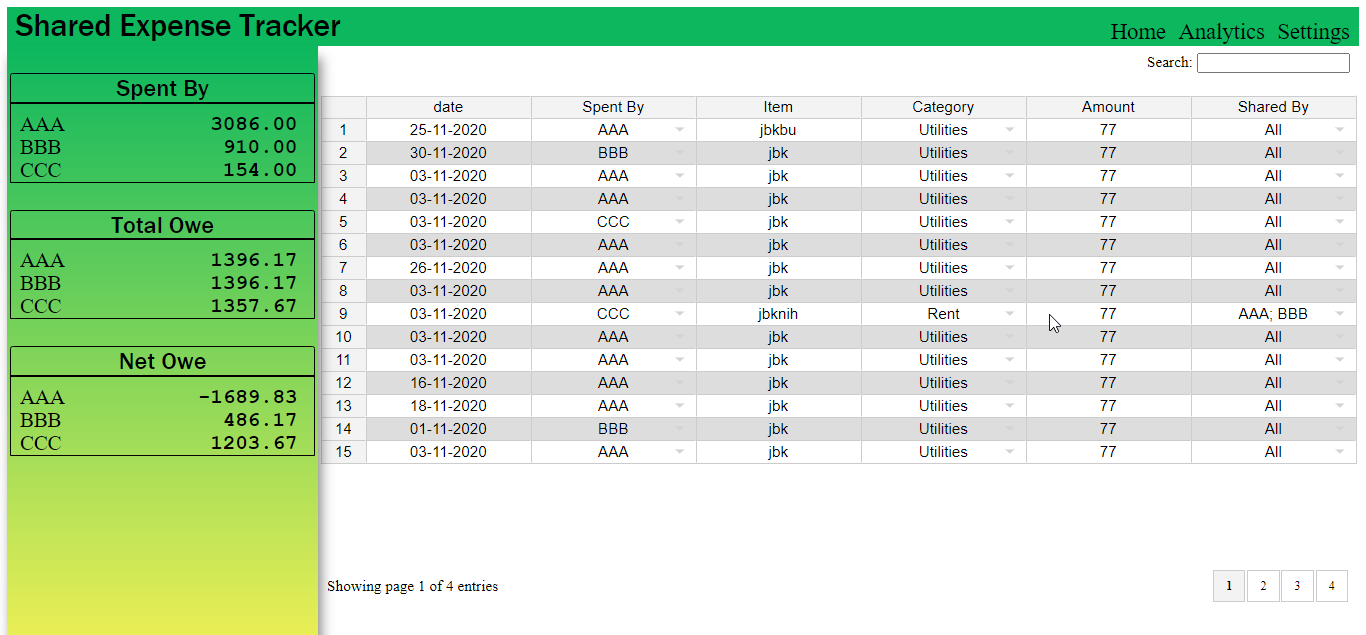 Shared Expense Tracker
Home Analytics Settings
Search:
Spent By
AAA 3086.00
BBB 910.00
CCC 154.00
Total Owe
AAA 1396.17
BBB 1396.17
CCC 1357.67
Net Owe
AAA -1689.83
BBB 486.17
CCC 1203.67
date Spent By Item Category Amount Shared By
1 25-11-2020 AAA jbkbu Utilities 77 All
2 30-11-2020 BBB jbk Utilities 77 All
3 03-11-2020 AAA jbk Utilities 77 All
4 03-11-2020 AAA jbk Utilities 77 All
5 03-11-2020 CCC jbk Utilities 77 All
6 03-11-2020 AAA jbk Utilities 77 All
7 26-11-2020 AAA jbk Utilities 77 All
8 03-11-2020 AAA jbk Utilities 77 All
9 03-11-2020 CCC jbknih Rent 77 AAA; BBB
10 03-11-2020 AAA jbk Utilities 77 All
11 03-11-2020 AAA jbk Utilities 77 All
12 16-11-2020 AAA jbk Utilities 77 All
13 18-11-2020 AAA jbk Utilities 77 All
14 01-11-2020 BBB jbk Utilities 77 All
15 03-11-2020 AAA jbk Utilities 77 All
Showing page 1 of 4 entries
1 2 3 4